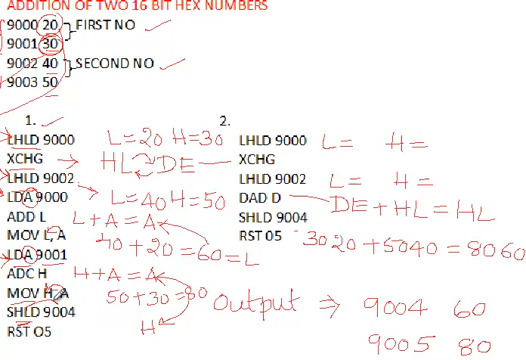 ADDITION OF TWO 16 BIT HEX NUMBERS
9000 20 FIRST NO
9001 30
9002 40 SECOND NO
9003 50
1.
LHLD 9000 L=20 H=30
XCHG HL DE
LHLD 9002
LDA 9000 L=40 H=50
ADD L L+A=A
MOV L, A 40+20=60=L
LDA 9001
ADC H H+A=A
MOV H, A 50+30=80
H
SHLD 9004
RST O5
2.
LHLD 9000 L= H=
XCHG
LHLD 9002 L= H=
DAD D DE+HL=HL
SHLD 9004
RST 05 3020+5040=8060
output ⇒ 9004 60
9005 80